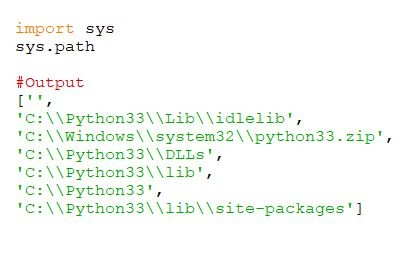 import sys
sys.path
#Output
['',
'C:\\Python33\\Lib\\idlelib',
'C:\\Windows\\system32\\python33.zip',
'C:\\Python33\\DLLs',
'C:\\Python33\\lib',
'C:\\Python33',
'C:\\Python33\\lib\\site-packages']